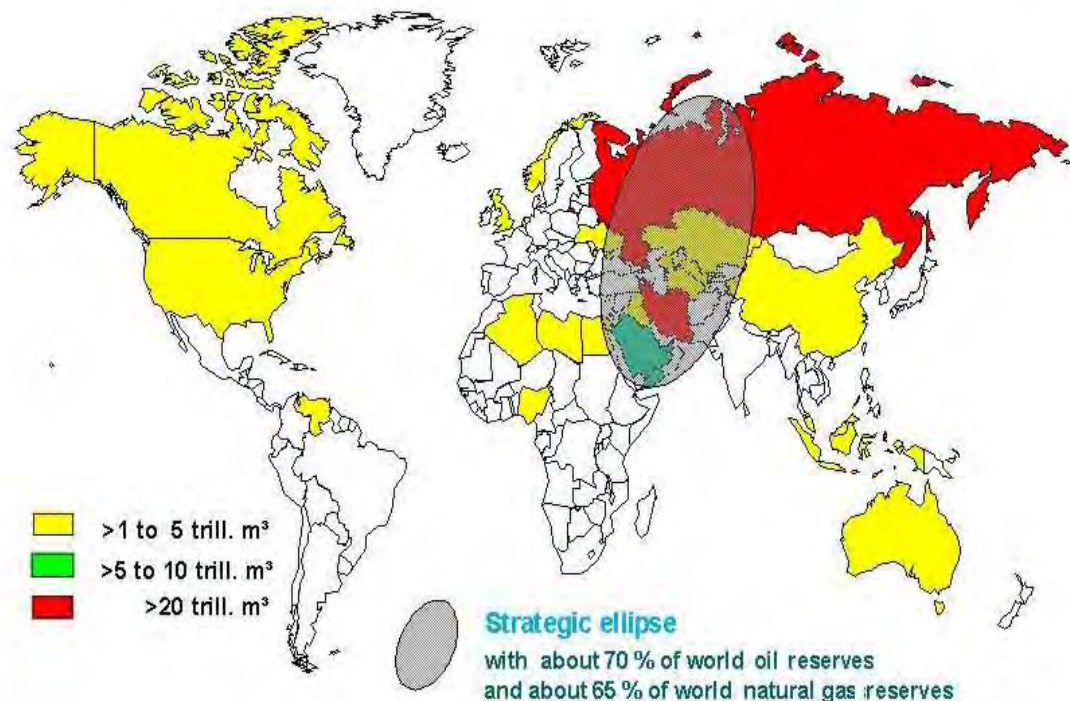 >1 to 5 trill. m³
>5 to 10 trill. m³
>20 trill. m³
Strategic ellipse
with about 70 % of world oil reserves
and about 65 % of world natural gas reserves